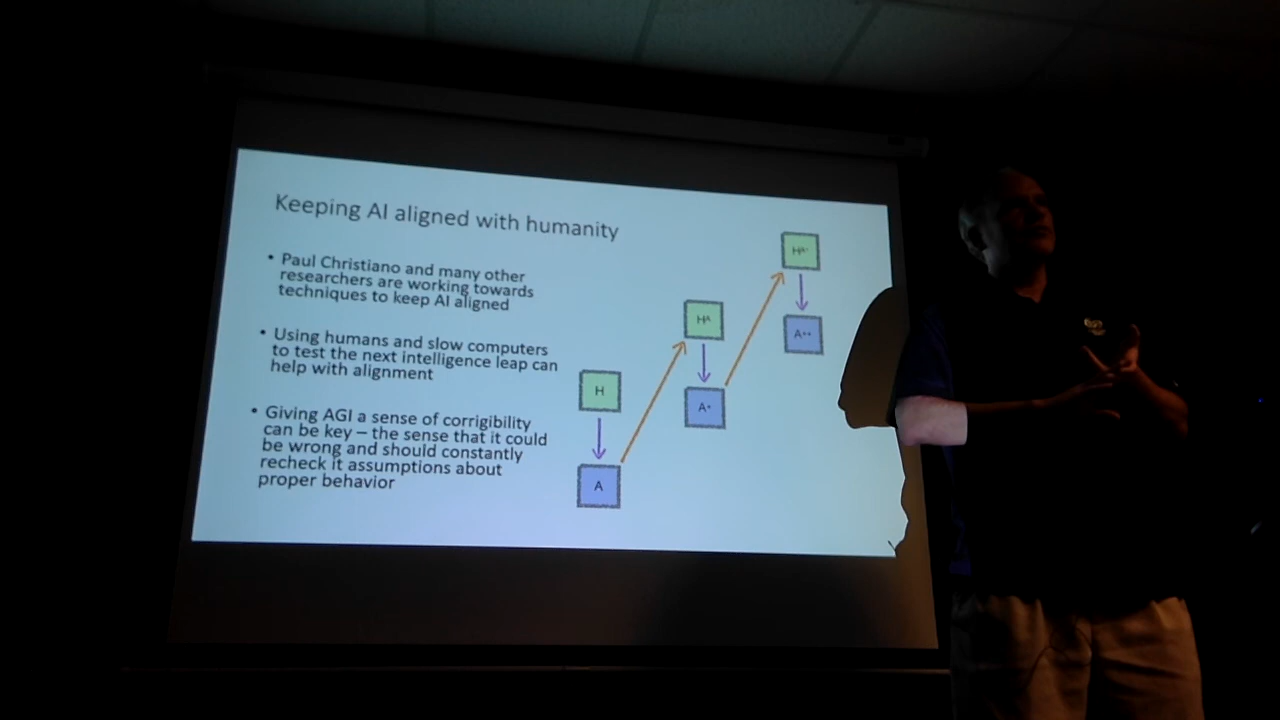 Keeping AI aligned with humanity
• Paul Christiano and many other
researchers are working towards
techniques to keep AI aligned
• Using humans and slow computers
to test the next intelligence leap can
help with alignment
• Giving AGI a sense of corrigibility
can be key – the sense that it could
be wrong and should constantly
recheck it assumptions about
proper behavior
H
A
Hᴬ
A⁺
A⁺⁺